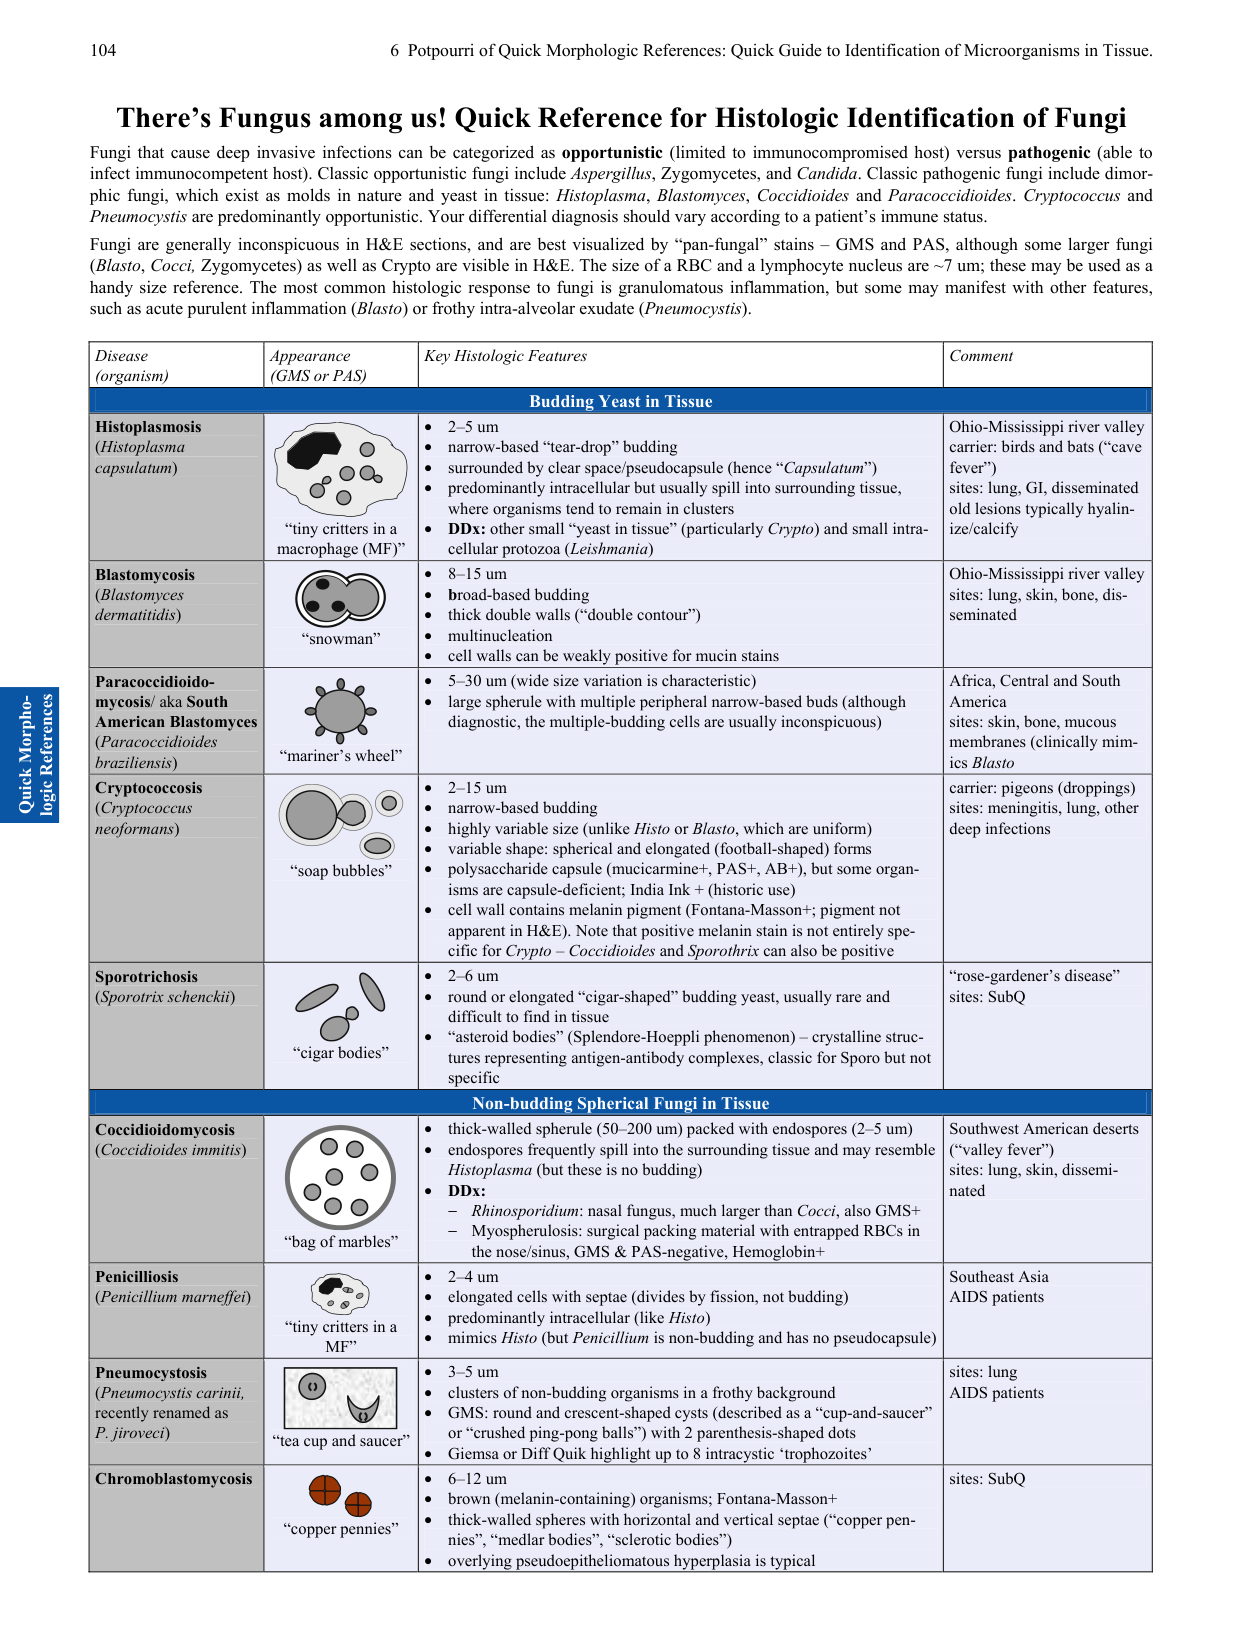 104
6 Potpourri of Quick Morphologic References: Quick Guide to Identification of Microorganisms in Tissue.
There’s Fungus among us! Quick Reference for Histologic Identification of Fungi
Fungi that cause deep invasive infections can be categorized as opportunistic (limited to immunocompromised host) versus pathogenic (able to
infect immunocompetent host). Classic opportunistic fungi include Aspergillus, Zygomycetes, and Candida. Classic pathogenic fungi include dimor-
phic fungi, which exist as molds in nature and yeast in tissue: Histoplasma, Blastomyces, Coccidioides and Paracoccidioides. Cryptococcus and
Pneumocystis are predominantly opportunistic. Your differential diagnosis should vary according to a patient’s immune status.
Fungi are generally inconspicuous in H&E sections, and are best visualized by “pan-fungal” stains – GMS and PAS, although some larger fungi
(Blasto, Cocci, Zygomycetes) as well as Crypto are visible in H&E. The size of a RBC and a lymphocyte nucleus are ~7 um; these may be used as a
handy size reference. The most common histologic response to fungi is granulomatous inflammation, but some may manifest with other features,
such as acute purulent inflammation (Blasto) or frothy intra-alveolar exudate (Pneumocystis).
Disease
(organism)
Appearance
(GMS or PAS)
Key Histologic Features
Comment
Budding Yeast in Tissue
Histoplasmosis
(Histoplasma
capsulatum)
“tiny critters in a
macrophage (MF)”
• 2–5 um
• narrow-based “tear-drop” budding
• surrounded by clear space/pseudocapsule (hence “Capsulatum”)
• predominantly intracellular but usually spill into surrounding tissue,
where organisms tend to remain in clusters
• DDx: other small “yeast in tissue” (particularly Crypto) and small intra-
cellular protozoa (Leishmania)
Ohio-Mississippi river valley
carrier: birds and bats (“cave
fever”)
sites: lung, GI, disseminated
old lesions typically hyalin-
ize/calcify
Blastomycosis
(Blastomyces
dermatitidis)
“snowman”
• 8–15 um
• broad-based budding
• thick double walls (“double contour”)
• multinucleation
• cell walls can be weakly positive for mucin stains
Ohio-Mississippi river valley
sites: lung, skin, bone, dis-
seminated
Paracoccidioido-
mycosis/ aka South
American Blastomyces
(Paracoccidioides
braziliensis)
“mariner’s wheel”
• 5–30 um (wide size variation is characteristic)
• large spherule with multiple peripheral narrow-based buds (although
diagnostic, the multiple-budding cells are usually inconspicuous)
Africa, Central and South
America
sites: skin, bone, mucous
membranes (clinically mim-
ics Blasto
Cryptococcosis
(Cryptococcus
neoformans)
“soap bubbles”
• 2–15 um
• narrow-based budding
• highly variable size (unlike Histo or Blasto, which are uniform)
• variable shape: spherical and elongated (football-shaped) forms
• polysaccharide capsule (mucicarmine+, PAS+, AB+), but some organ-
isms are capsule-deficient; India Ink + (historic use)
• cell wall contains melanin pigment (Fontana-Masson+; pigment not
apparent in H&E). Note that positive melanin stain is not entirely spe-
cific for Crypto – Coccidioides and Sporothrix can also be positive
carrier: pigeons (droppings)
sites: meningitis, lung, other
deep infections
Sporotrichosis
(Sporotrix schenckii)
“cigar bodies”
• 2–6 um
• round or elongated “cigar-shaped” budding yeast, usually rare and
difficult to find in tissue
• “asteroid bodies” (Splendore-Hoeppli phenomenon) – crystalline struc-
tures representing antigen-antibody complexes, classic for Sporo but not
specific
“rose-gardener’s disease”
sites: SubQ
Non-budding Spherical Fungi in Tissue
Coccidioidomycosis
(Coccidioides immitis)
“bag of marbles”
• thick-walled spherule (50–200 um) packed with endospores (2–5 um)
• endospores frequently spill into the surrounding tissue and may resemble
Histoplasma (but these is no budding)
• DDx:
– Rhinosporidium: nasal fungus, much larger than Cocci, also GMS+
– Myospherulosis: surgical packing material with entrapped RBCs in
the nose/sinus, GMS & PAS-negative, Hemoglobin+
Southwest American deserts
(“valley fever”)
sites: lung, skin, dissemi-
nated
Penicilliosis
(Penicillium marneffei)
“tiny critters in a
MF”
• 2–4 um
• elongated cells with septae (divides by fission, not budding)
• predominantly intracellular (like Histo)
• mimics Histo (but Penicillium is non-budding and has no pseudocapsule)
Southeast Asia
AIDS patients
Pneumocystosis
(Pneumocystis carinii,
recently renamed as
P. jiroveci)
“tea cup and saucer”
• 3–5 um
• clusters of non-budding organisms in a frothy background
• GMS: round and crescent-shaped cysts (described as a “cup-and-saucer”
or “crushed ping-pong balls”) with 2 parenthesis-shaped dots
• Giemsa or Diff Quik highlight up to 8 intracystic ‘trophozoites’
sites: lung
AIDS patients
Chromoblastomycosis
“copper pennies”
• 6–12 um
• brown (melanin-containing) organisms; Fontana-Masson+
• thick-walled spheres with horizontal and vertical septae (“copper pen-
nies”, “medlar bodies”, “sclerotic bodies”)
• overlying pseudoepitheliomatous hyperplasia is typical
sites: SubQ
Quick Morpho-
logic References